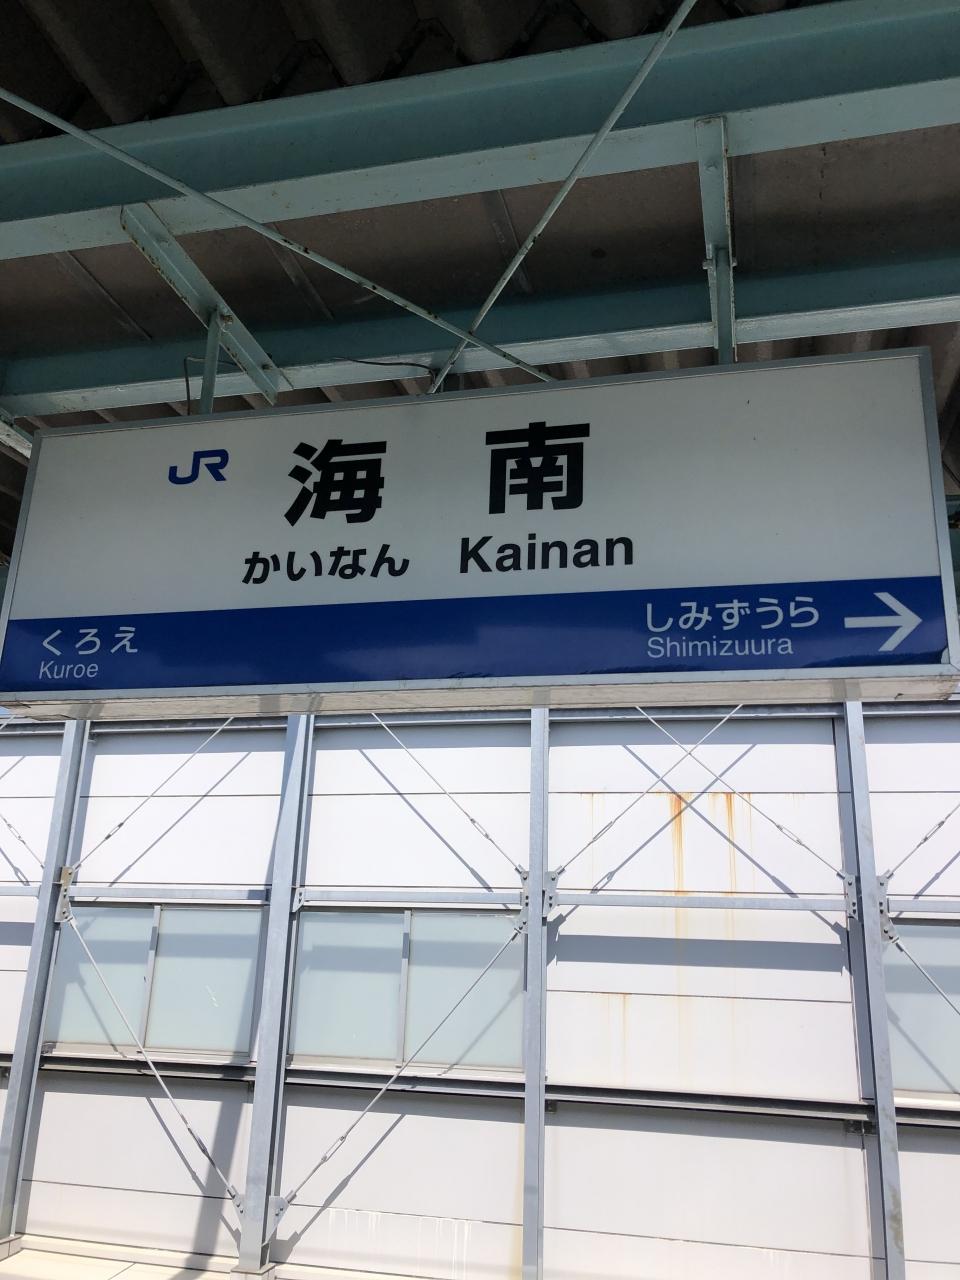 JR 海南
かいなん Kainan
くろえ
Kuroe
しみずうら
Shimizuura